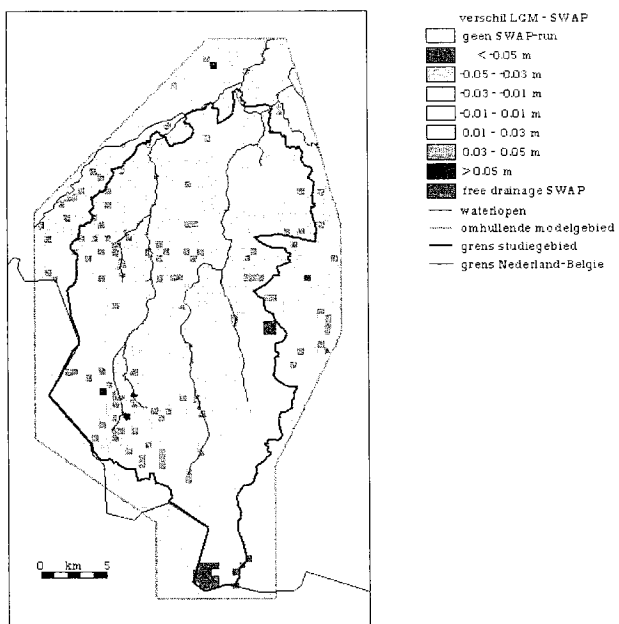 verschil LGM - SWAP
geen SWAP-run
< -0.05 m
-0.05 - -0.03 m
-0.03 - -0.01 m
-0.01 - 0.01 m
0.01 - 0.03 m
0.03 - 0.05 m
> 0.05 m
free drainage SWAP
waterlopen
omhullende modelgebied
grens studiegebied
grens Nederland-Belgie
0 km 5